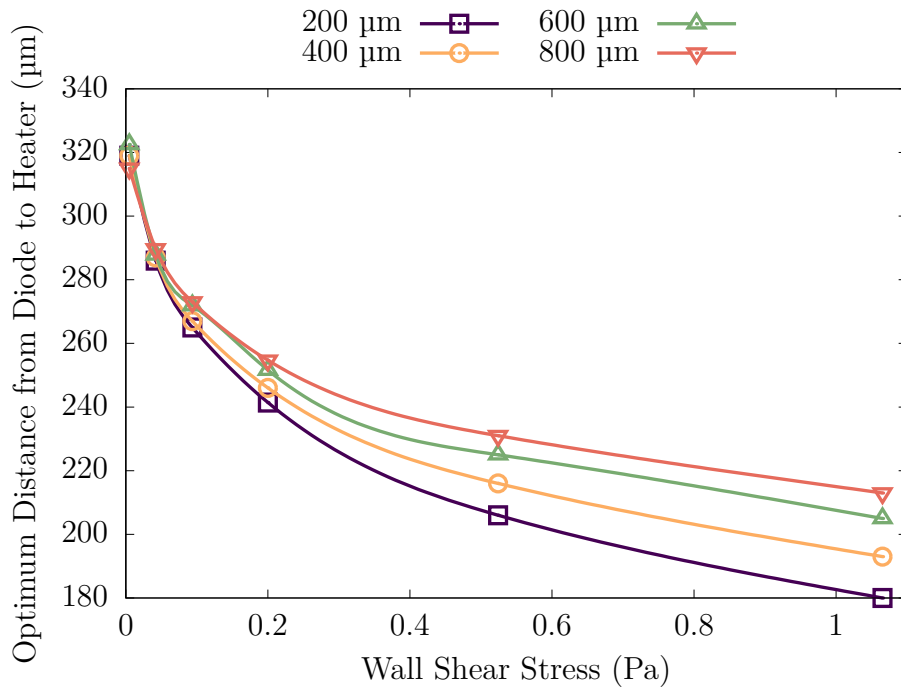 200 µm
400 µm
600 µm
800 µm
Optimum Distance from Diode to Heater (µm)
340
320
300
280
260
240
220
200
180
0
0.2
0.4
0.6
0.8
1
Wall Shear Stress (Pa)